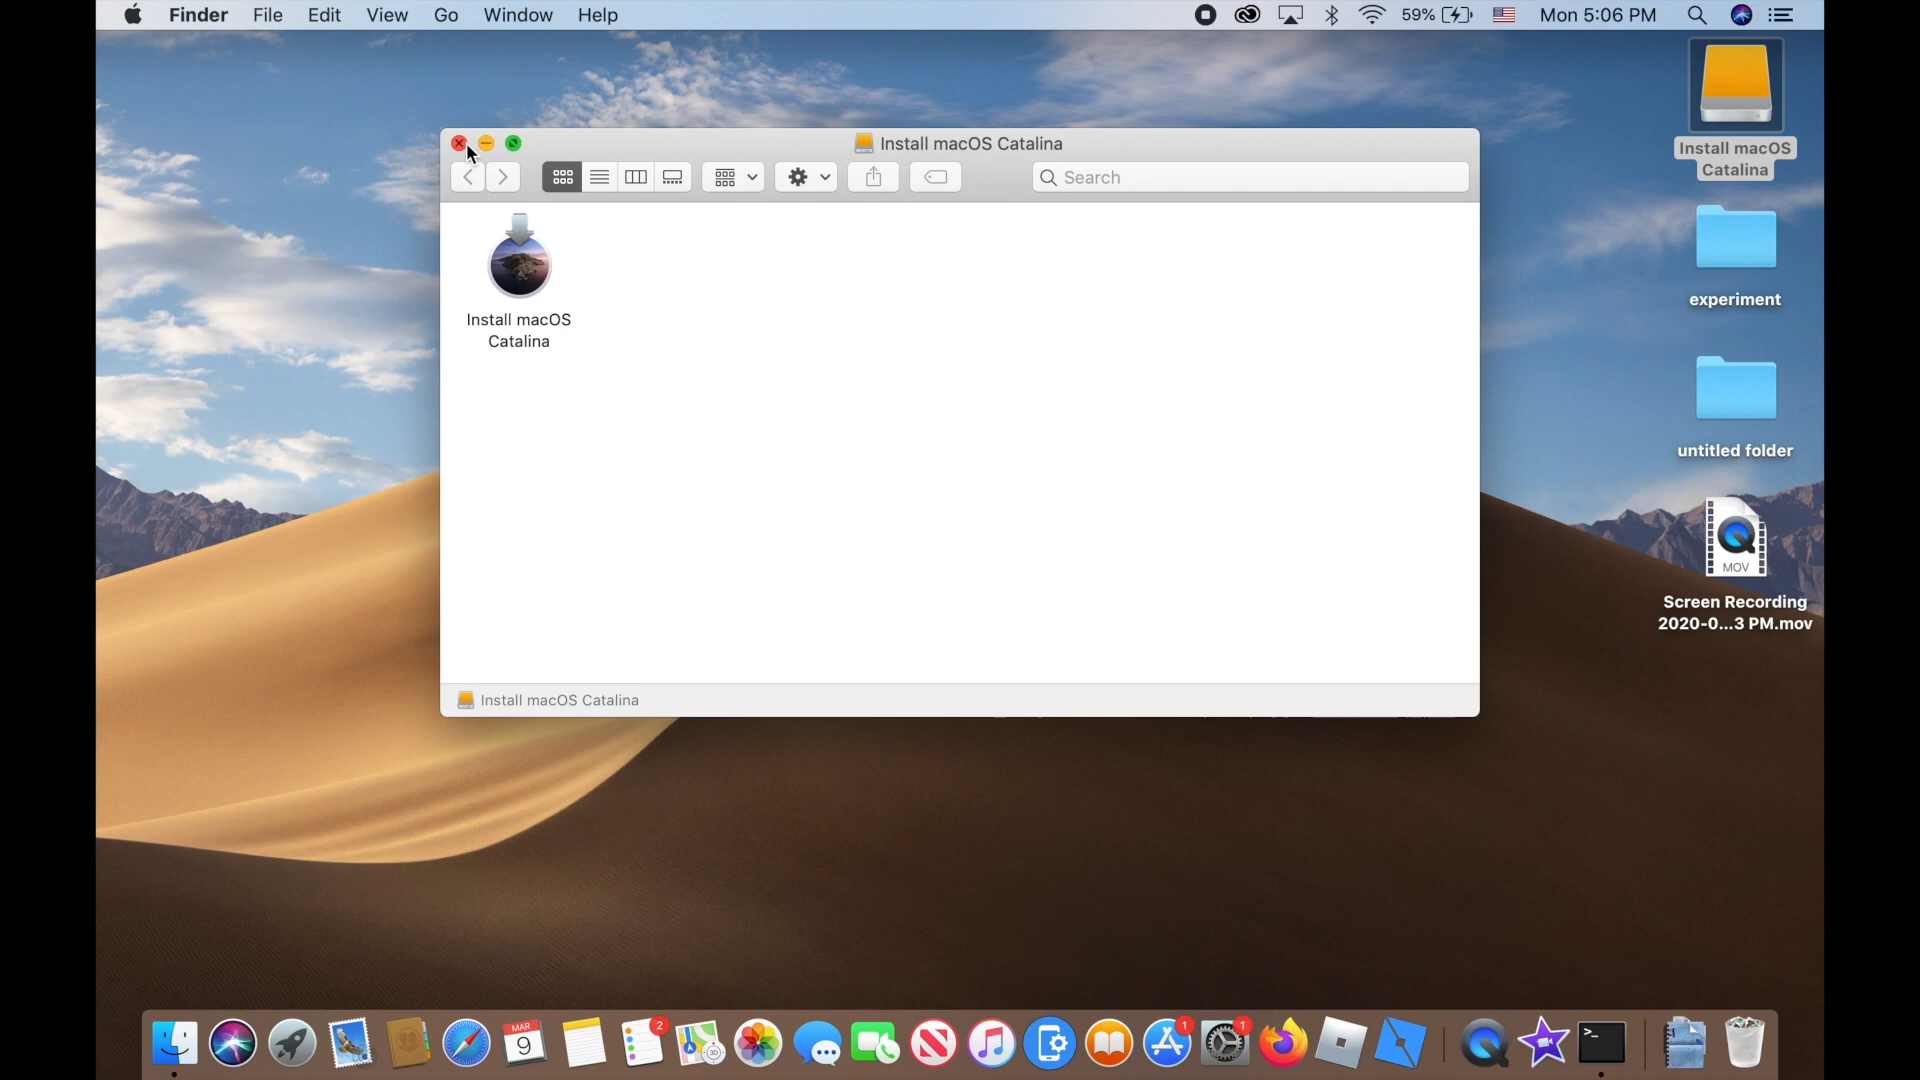 Finder File Edit View Go Window Help 59% Mon 5:06 PM
Install macOS Catalina
Search
Install macOS
Catalina
Install macOS Catalina
Install macOS
Catalina
experiment
untitled folder
MOV
Screen Recording
2020-0...3 PM.mov
MAR
9
2
3D
1
1
>_